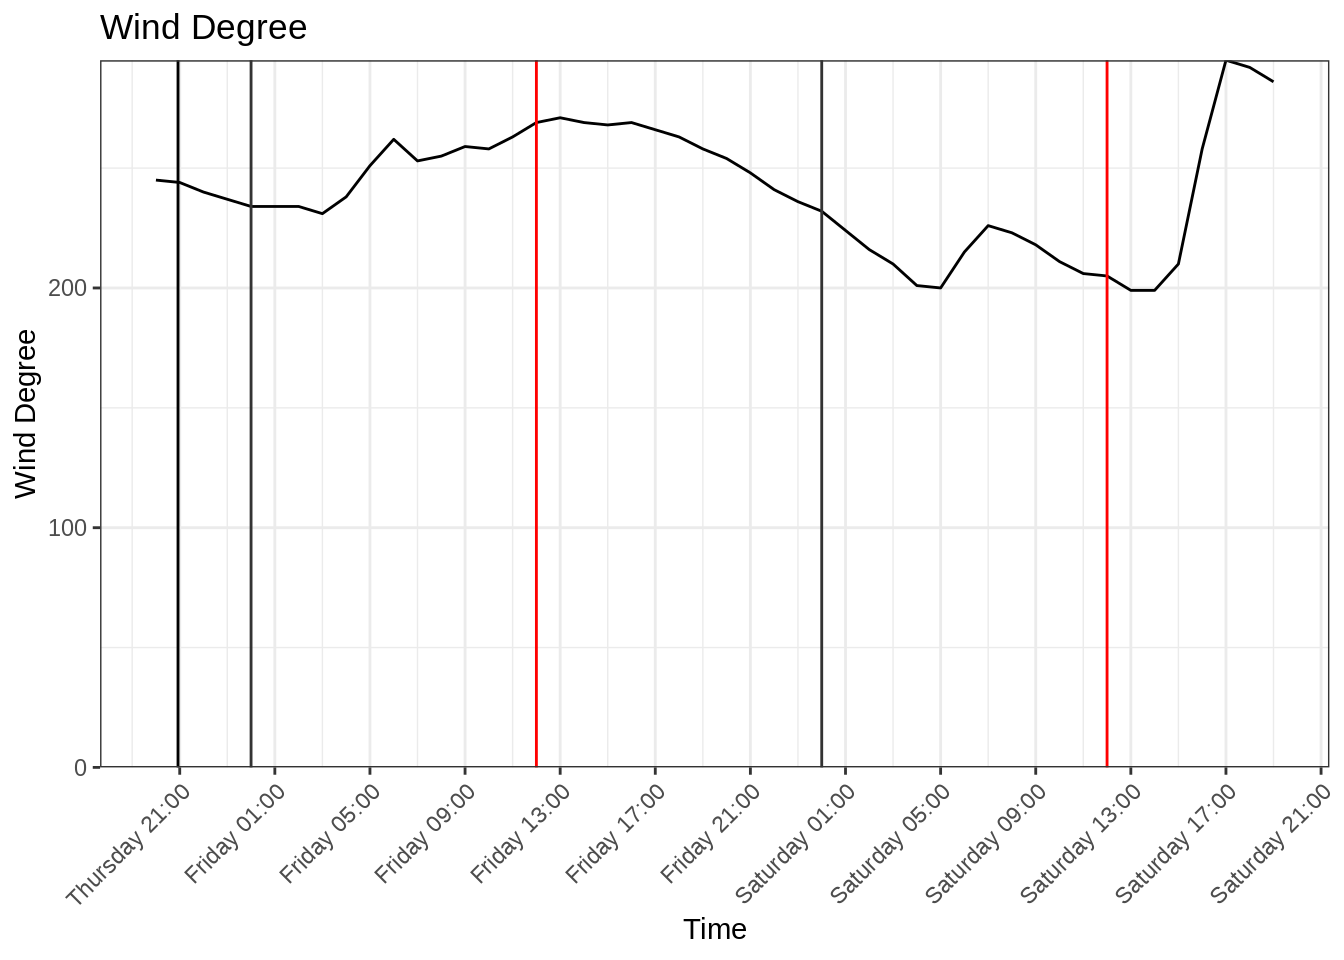 Wind Degree
Wind Degree
200
100
0
Thursday 21:00
Friday 01:00
Friday 05:00
Friday 09:00
Friday 13:00
Friday 17:00
Friday 21:00
Saturday 01:00
Saturday 05:00
Saturday 09:00
Saturday 13:00
Saturday 17:00
Saturday 21:00
Time